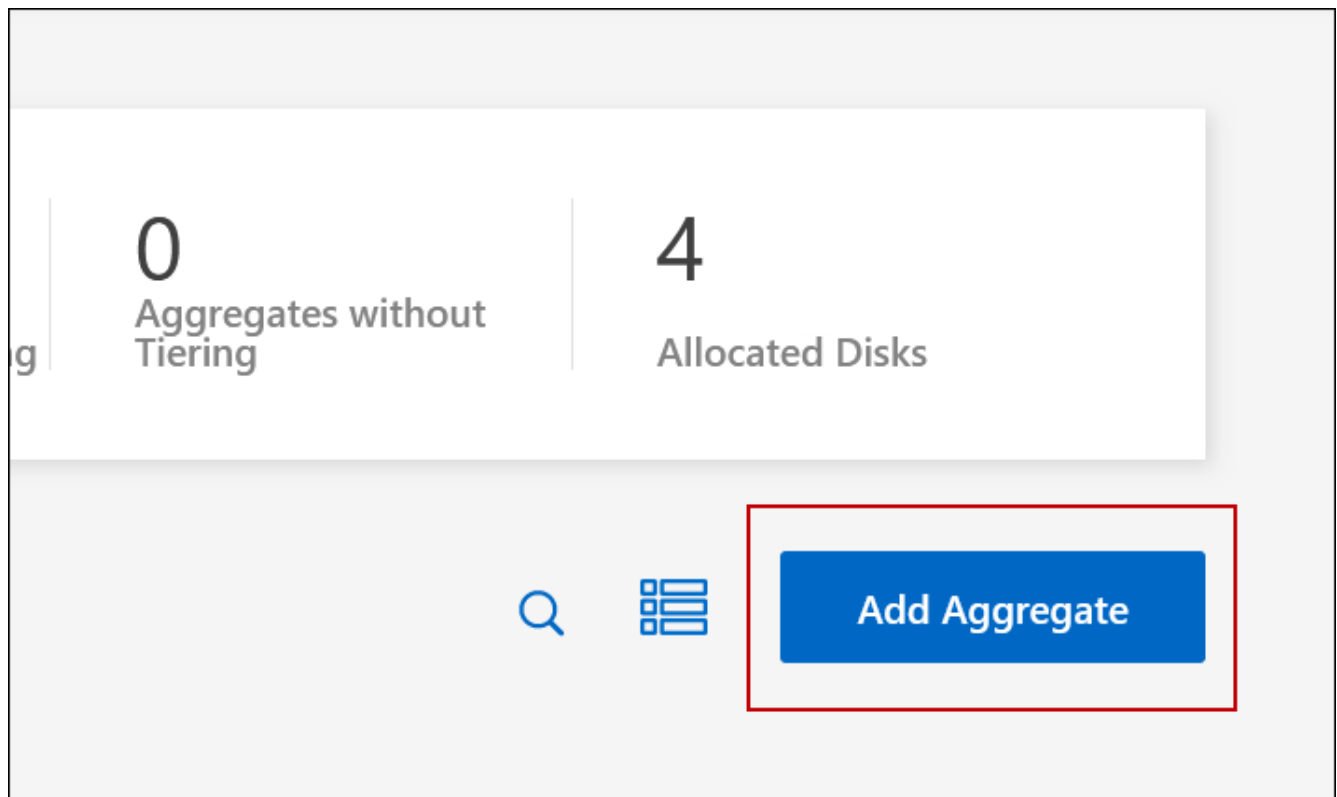 0
Aggregates without
Tiering
4
Allocated Disks
Add Aggregate